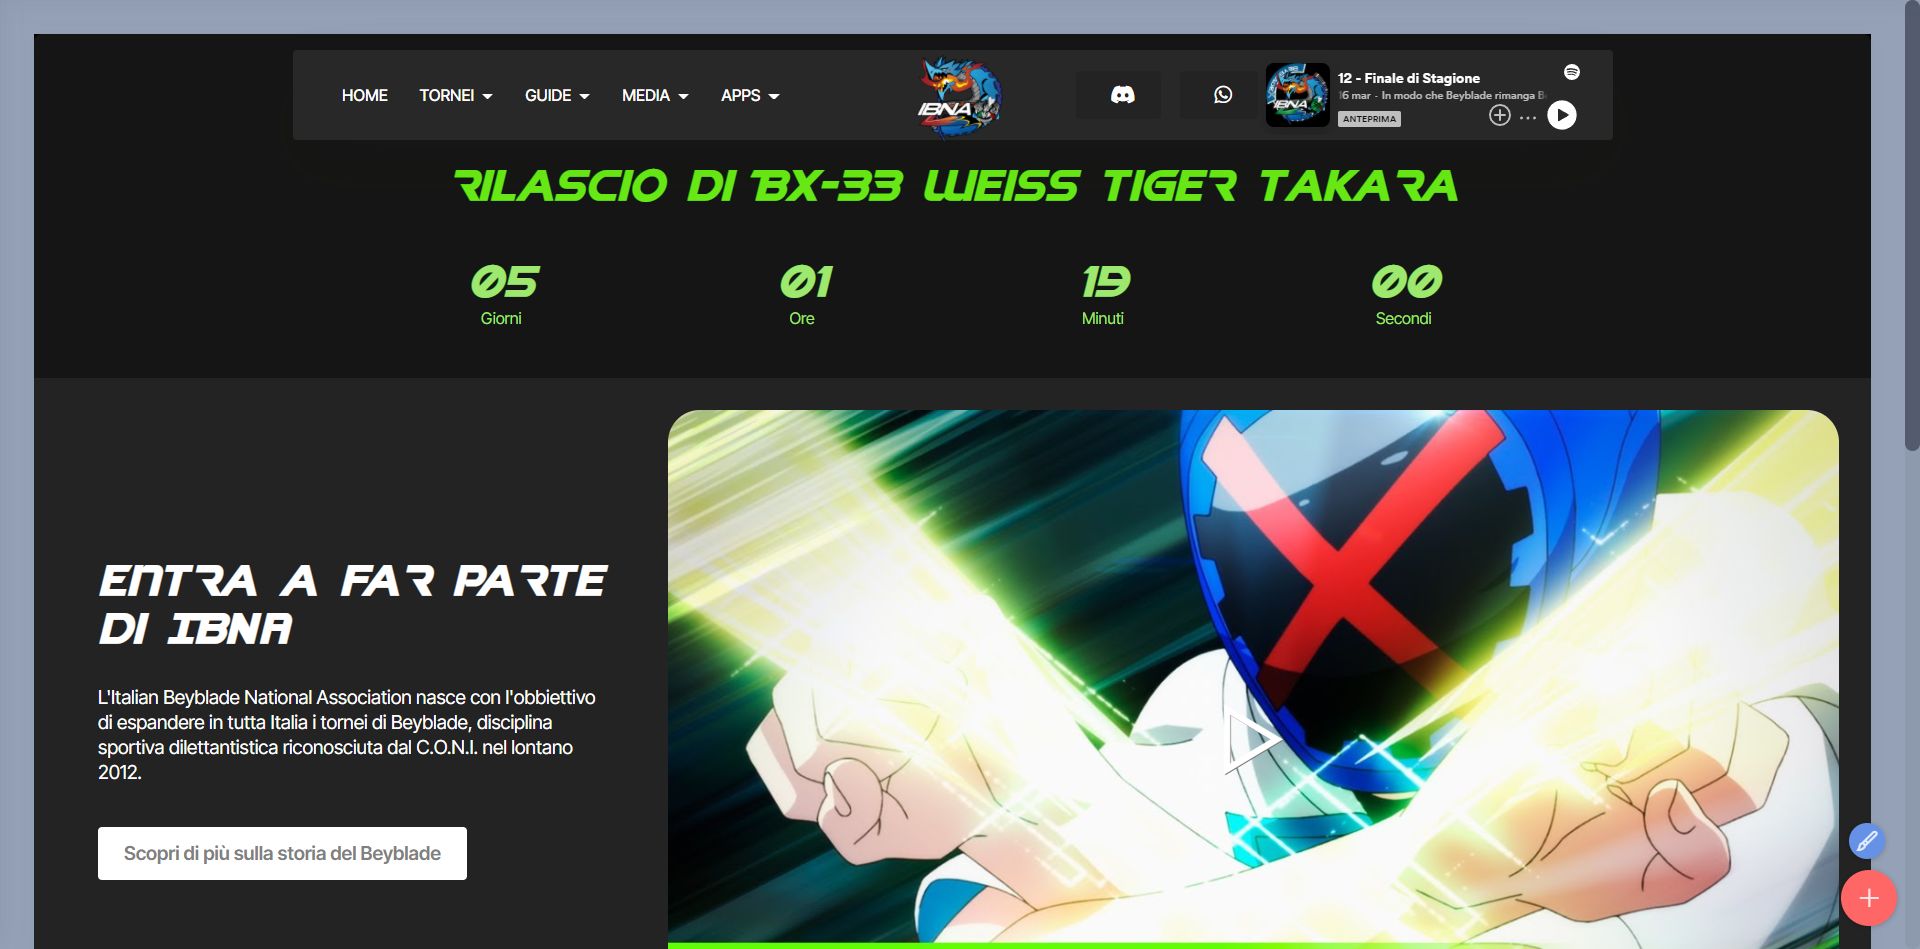 HOME
TORNEI
GUIDE
MEDIA
APPS
IBNA
IBNA
12 - Finale di Stagione
16 mar - In modo che Beyblade rimanga
ANTEPRIMA
RILASCIO DI BX-33 WEISS TIGER TAKARA
05
01
19
00
Giorni
Ore
Minuti
Secondi
ENTRA A FAR PARTE
DI IBNA
L'Italian Beyblade National Association nasce con l'obbiettivo
di espandere in tutta Italia i tornei di Beyblade, disciplina
sportiva dilettantistica riconosciuta dal C.O.N.I. nel lontano
2012.
Scopri di più sulla storia del Beyblade